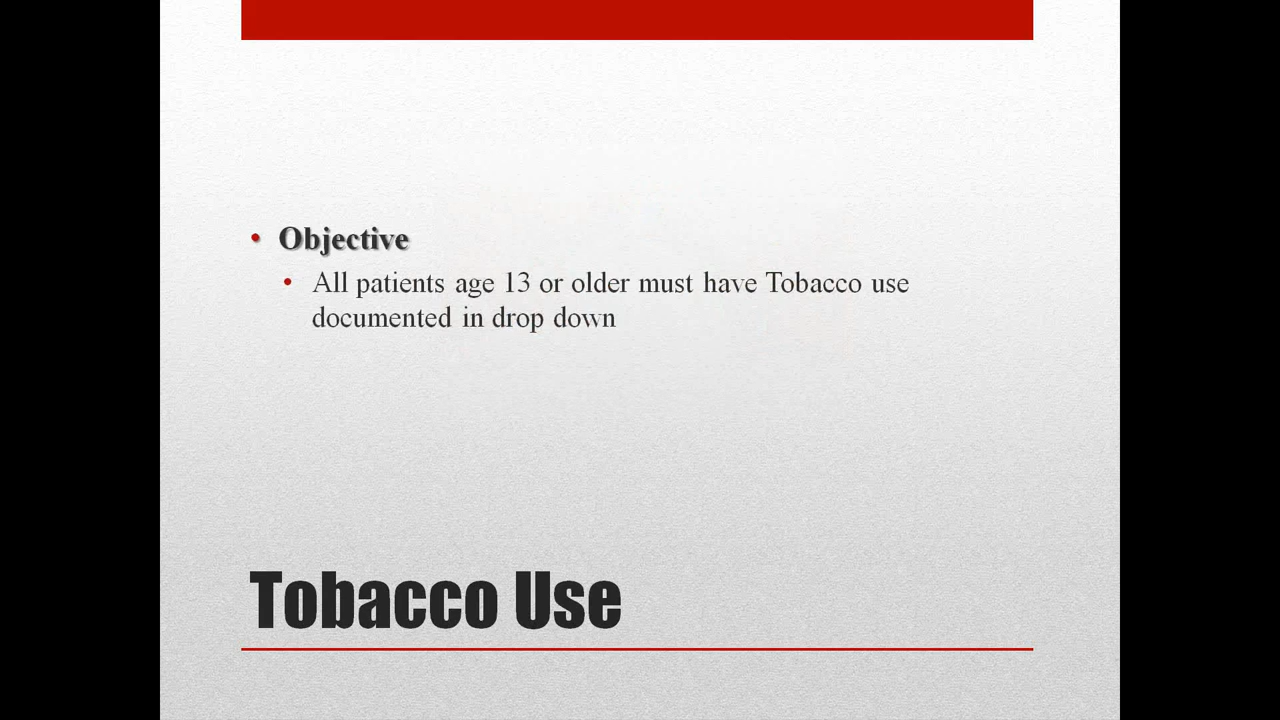 • Objective
• All patients age 13 or older must have Tobacco use
documented in drop down
Tobacco Use